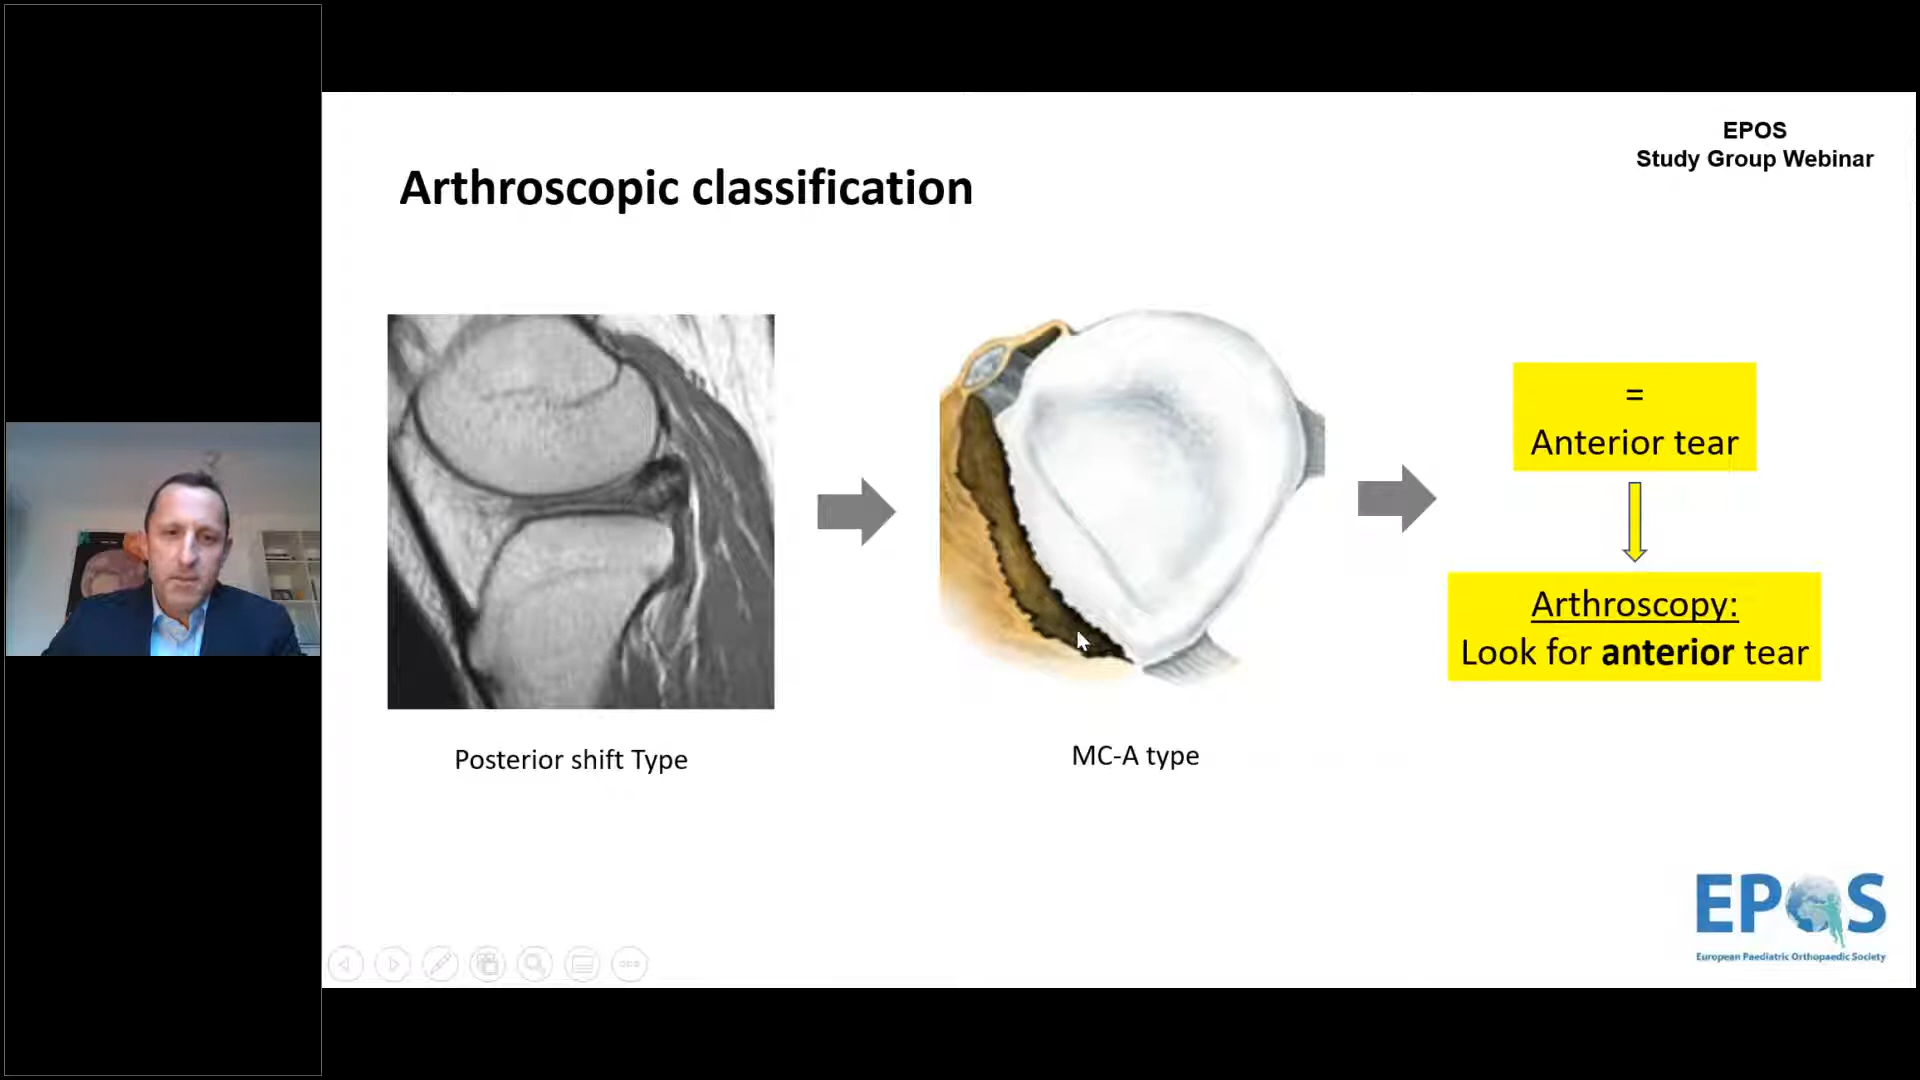 EPOS
Study Group Webinar
Arthroscopic classification
=
Anterior tear
Arthroscopy:
Look for anterior tear
Posterior shift Type
MC-A type
EPOS
European Paediatric Orthopaedic Society